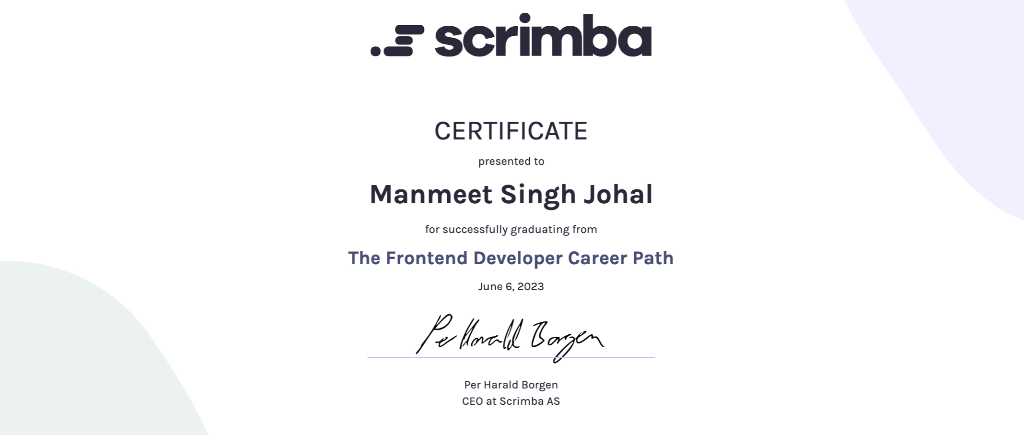 scrimba
CERTIFICATE
presented to
Manmeet Singh Johal
for successfully graduating from
The Frontend Developer Career Path
June 6, 2023
Per Harald Borgen
Per Harald Borgen
CEO at Scrimba AS